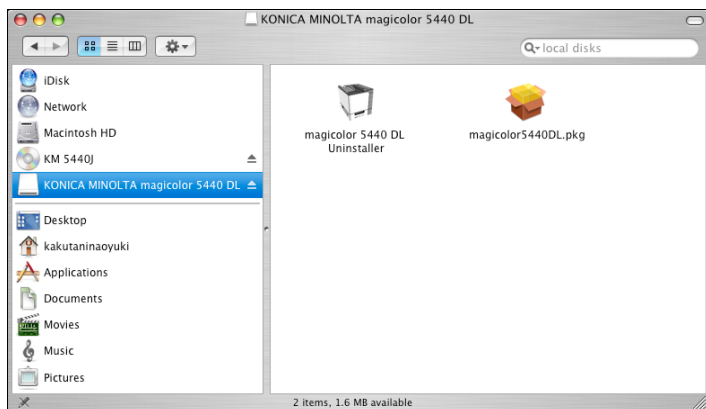 KONICA MINOLTA magicolor 5440 DL
local disks
iDisk
Network
Macintosh HD
KM 5440J
KONICA MINOLTA magicolor 5440 DL
Desktop
kakutaninaoyuki
Applications
Documents
Movies
Music
Pictures
magicolor 5440 DL
Uninstaller
magicolor5440DL.pkg
2 items, 1.6 MB available